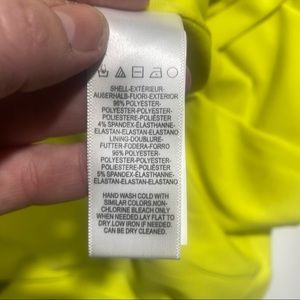 SHELL-EXTÉRIEUR-
AUßERHALB-FUORI-EXTERIOR
96% POLYESTER-
POLYESTER-POLYESTER-
POLIESTERE-POLIÉSTER
4% SPANDEX-ÉLASTHANNE-
ELASTAN-ELASTAN-ELASTANO
LINING-DOUBLURE-
FUTTER-FODERA-FORRO
95% POLYESTER-
POLYESTER-POLYESTER-
POLIESTERE-POLIÉSTER
5% SPANDEX-ÉLASTHANNE-
ELASTAN-ELASTAN-ELASTANO
HAND WASH COLD WITH
SIMILAR COLORS.NON-
CHLORINE BLEACH ONLY
WHEN NEEDED.LAY FLAT TO
DRY.LOW IRON IF NEEDED.
CAN BE DRY CLEANED.